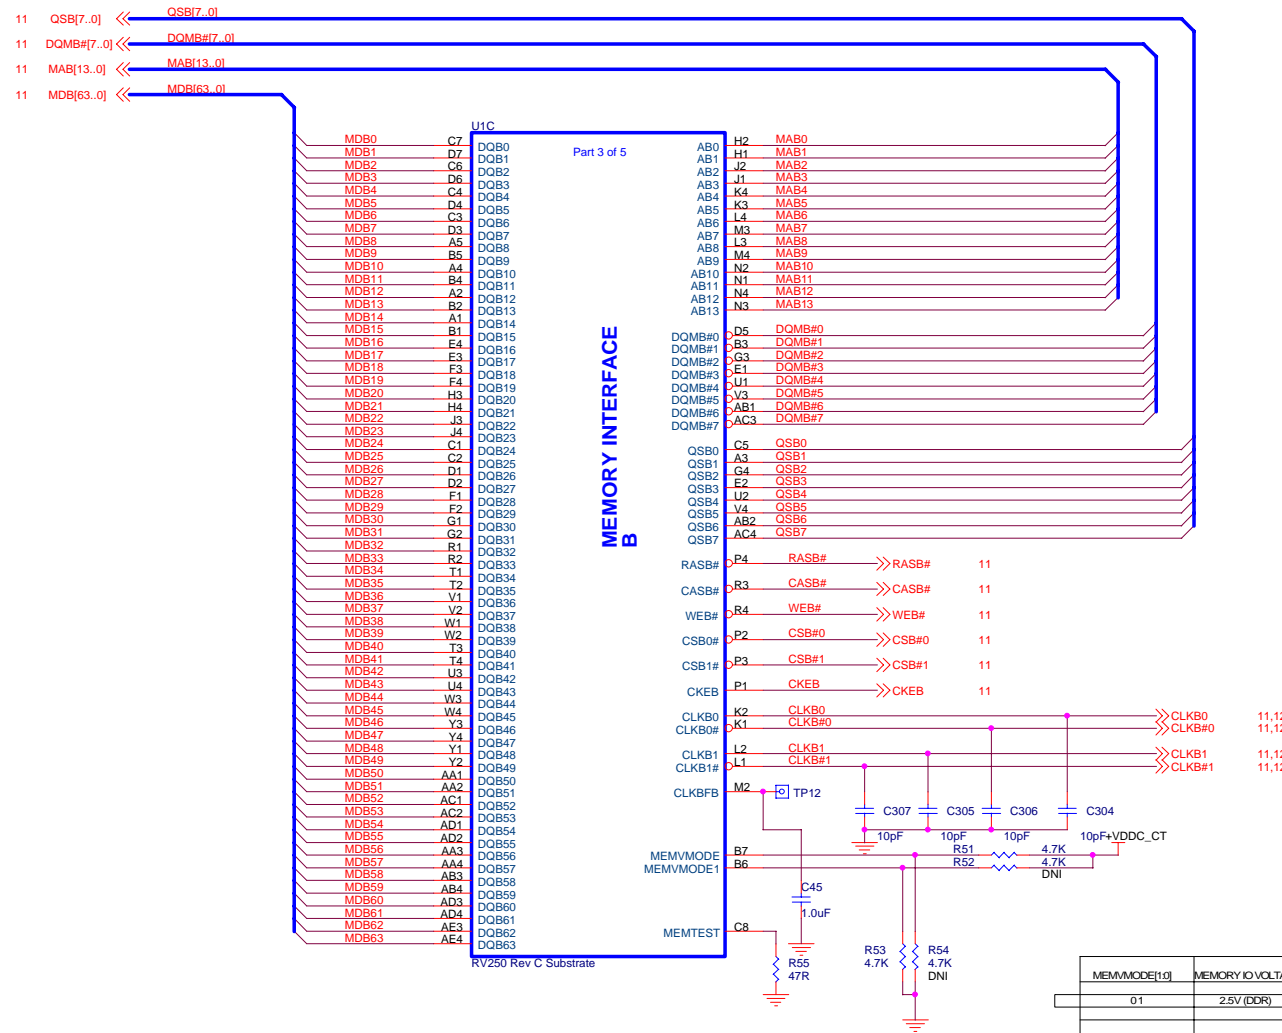 11 QSB[7..0] QSB[7..0]
11 DQMB#[7..0] DQMB#[7..0]
11 MAB[13..0] MAB[13..0]
11 MDB[63..0] MDB[63..0]
U1C
Part 3 of 5
MEMORY INTERFACE
B
MDB0 C7 DQB0
MDB1 D7 DQB1
MDB2 C6 DQB2
MDB3 D6 DQB3
MDB4 C4 DQB4
MDB5 D4 DQB5
MDB6 C3 DQB6
MDB7 D3 DQB7
MDB8 A5 DQB8
MDB9 B5 DQB9
MDB10 A4 DQB10
MDB11 B4 DQB11
MDB12 A2 DQB12
MDB13 B2 DQB13
MDB14 A1 DQB14
MDB15 B1 DQB15
MDB16 E4 DQB16
MDB17 E3 DQB17
MDB18 F3 DQB18
MDB19 F4 DQB19
MDB20 H3 DQB20
MDB21 H4 DQB21
MDB22 J3 DQB22
MDB23 J4 DQB23
MDB24 C1 DQB24
MDB25 C2 DQB25
MDB26 D1 DQB26
MDB27 D2 DQB27
MDB28 F1 DQB28
MDB29 F2 DQB29
MDB30 G1 DQB30
MDB31 G2 DQB31
MDB32 R1 DQB32
MDB33 R2 DQB33
MDB34 T1 DQB34
MDB35 T2 DQB35
MDB36 V1 DQB36
MDB37 V2 DQB37
MDB38 W1 DQB38
MDB39 W2 DQB39
MDB40 T3 DQB40
MDB41 T4 DQB41
MDB42 U3 DQB42
MDB43 U4 DQB43
MDB44 W3 DQB44
MDB45 W4 DQB45
MDB46 Y3 DQB46
MDB47 Y4 DQB47
MDB48 Y1 DQB48
MDB49 Y2 DQB49
MDB50 AA1 DQB50
MDB51 AA2 DQB51
MDB52 AC1 DQB52
MDB53 AC2 DQB53
MDB54 AD1 DQB54
MDB55 AD2 DQB55
MDB56 AA3 DQB56
MDB57 AA4 DQB57
MDB58 AB3 DQB58
MDB59 AB4 DQB59
MDB60 AD3 DQB60
MDB61 AD4 DQB61
MDB62 AE3 DQB62
MDB63 AE4 DQB63
RV250 Rev C Substrate
AB0 H2 MAB0
AB1 H1 MAB1
AB2 J2 MAB2
AB3 J1 MAB3
AB4 K4 MAB4
AB5 K3 MAB5
AB6 L4 MAB6
AB7 M3 MAB7
AB8 L3 MAB8
AB9 M4 MAB9
AB10 N2 MAB10
AB11 N1 MAB11
AB12 N4 MAB12
AB13 N3 MAB13
DQMB#0 D5 DQMB#0
DQMB#1 B3 DQMB#1
DQMB#2 G3 DQMB#2
DQMB#3 E1 DQMB#3
DQMB#4 U1 DQMB#4
DQMB#5 V3 DQMB#5
DQMB#6 AB1 DQMB#6
DQMB#7 AC3 DQMB#7
QSB0 C5 QSB0
QSB1 A3 QSB1
QSB2 G4 QSB2
QSB3 E2 QSB3
QSB4 U2 QSB4
QSB5 V4 QSB5
QSB6 AB2 QSB6
QSB7 AC4 QSB7
RASB# P4 RASB# RASB# 11
CASB# R3 CASB# CASB# 11
WEB# R4 WEB# WEB# 11
CSB0# P2 CSB#0 CSB#0 11
CSB1# P3 CSB#1 CSB#1 11
CKEB P1 CKEB CKEB 11
CLKB0 K2 CLKB0 CLKB0 11,12
CLKB0# K1 CLKB#0 CLKB#0 11,12
CLKB1 L2 CLKB1 CLKB1 11,12
CLKB1# L1 CLKB#1 CLKB#1 11,12
CLKBFB M2 TP12
C307 C305 C306 C304
10pF 10pF 10pF 10pF +VDDC_CT
MEMVMODE B7 R51 4.7K
MEMVMODE1 B6 R52 4.7K
DNI
C45
1.0uF
MEMTEST C8
R55
47R
R53 R54
4.7K 4.7K
DNI
MEMVMODE[1:0] MEMORY IO
01 2.5V (DDR)